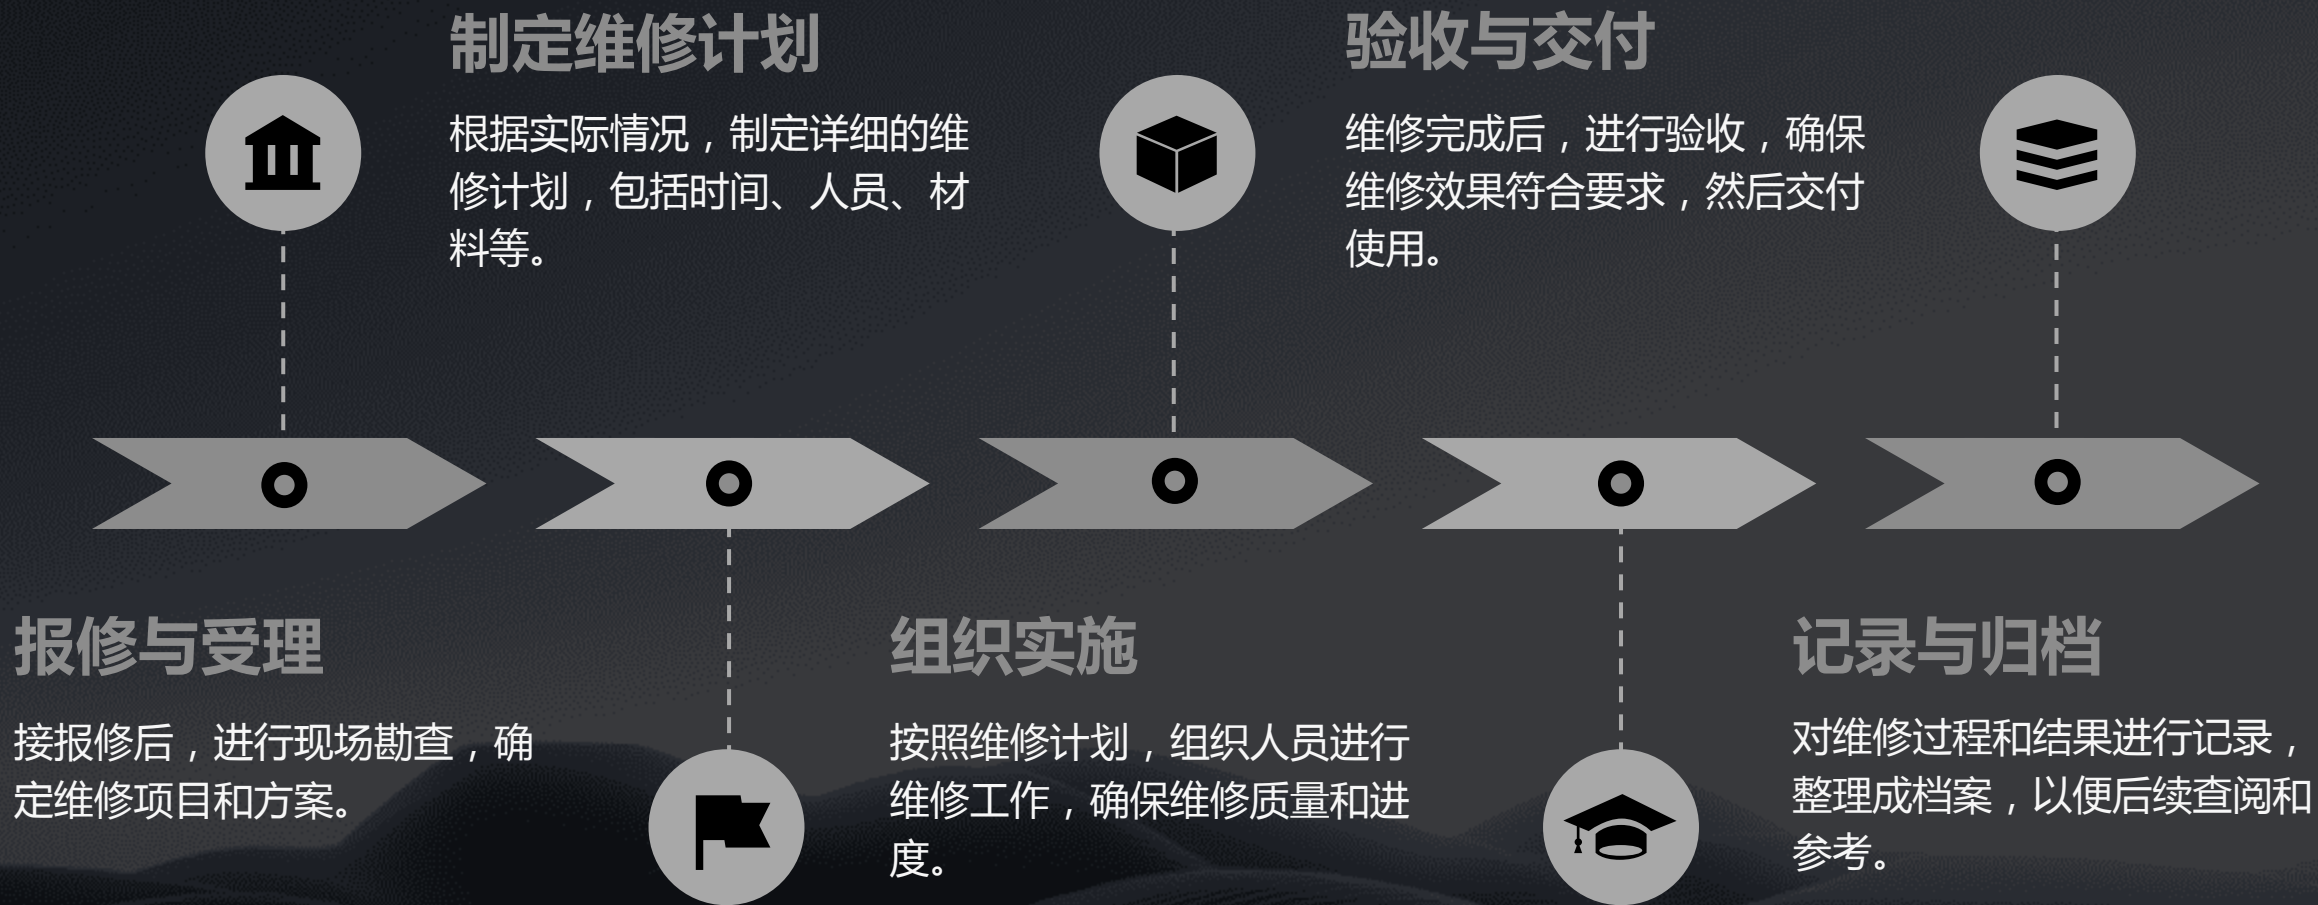 制定维修计划
根据实际情况，制定详细的维
修计划，包括时间、人员、材
料等。
验收与交付
维修完成后，进行验收，确保
维修效果符合要求，然后交付
使用。
报修与受理
接报修后，进行现场勘查，确
定维修项目和方案。
组织实施
按照维修计划，组织人员进行
维修工作，确保维修质量和进
度。
记录与归档
对维修过程和结果进行记录，
整理成档案，以便后续查阅和
参考。